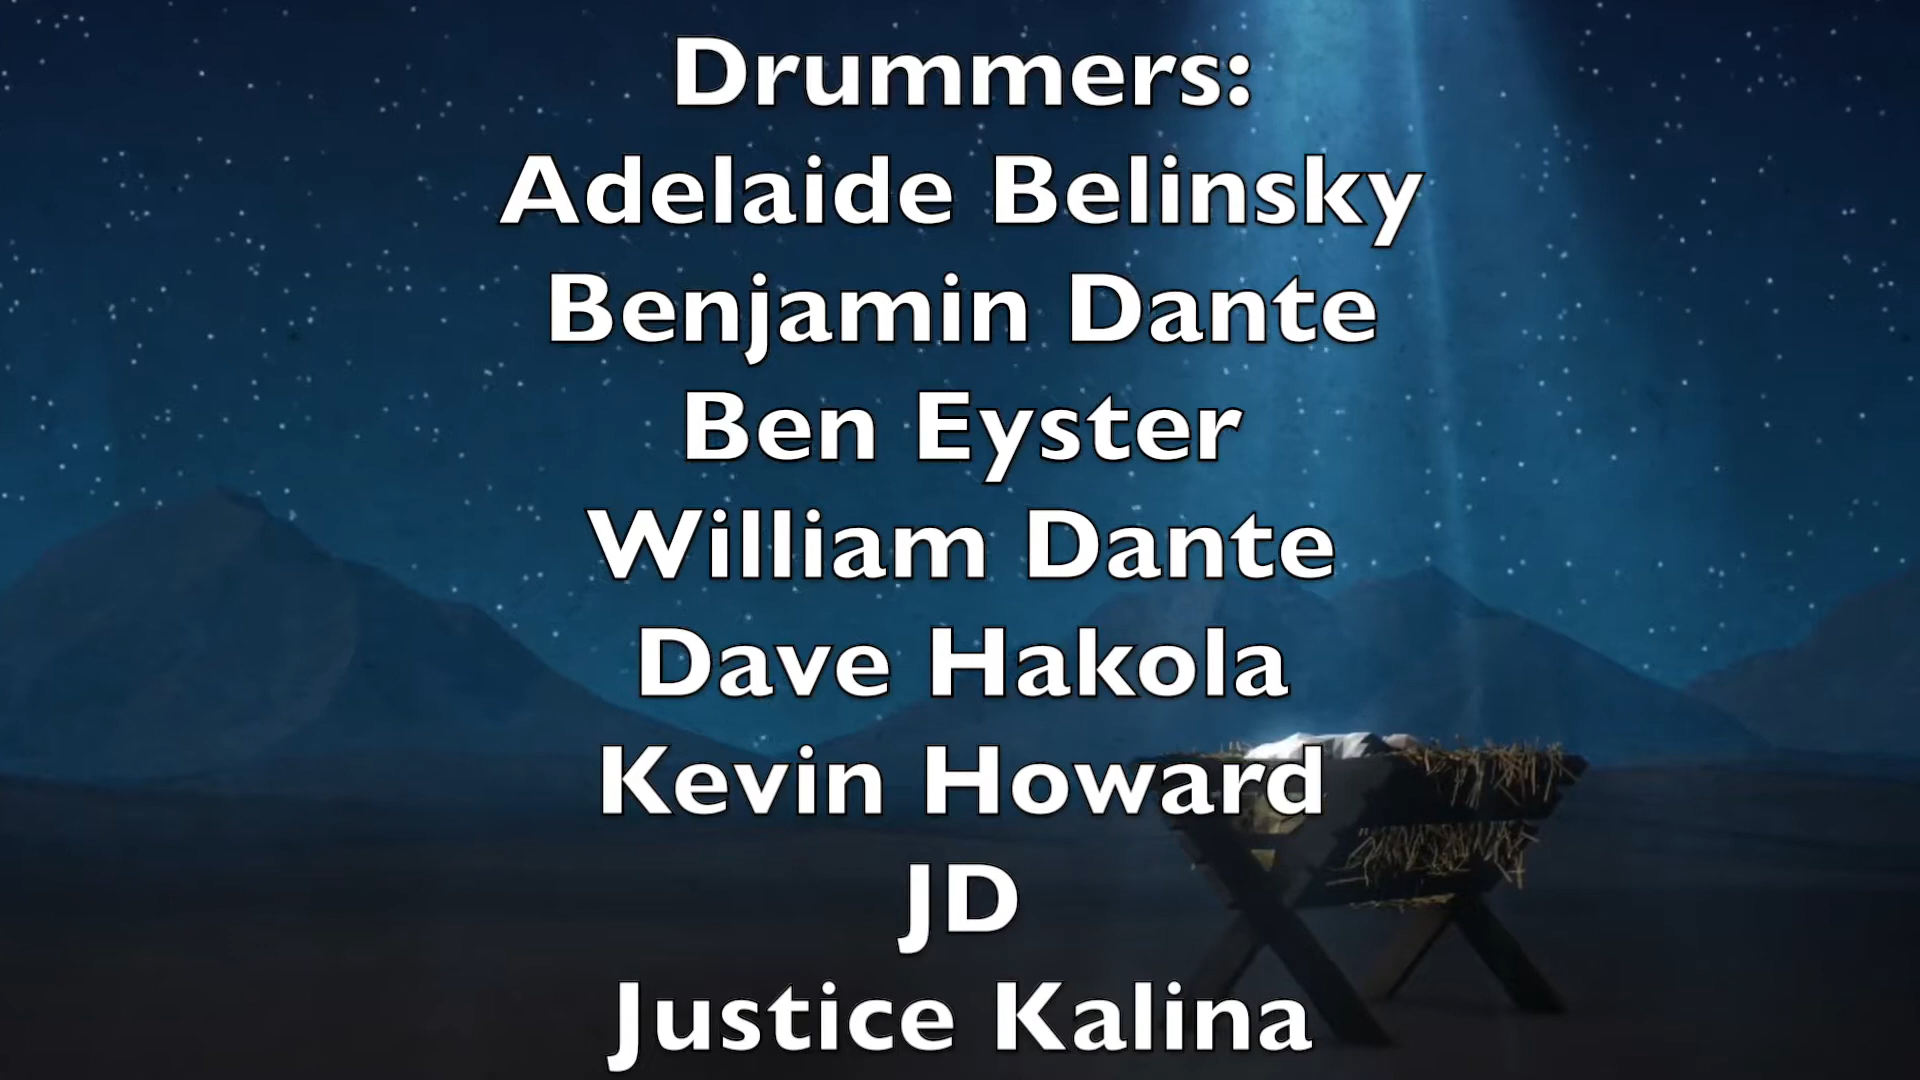 Drummers:
Adelaide Belinsky
Benjamin Dante
Ben Eyster
William Dante
Dave Hakola
Kevin Howard
JD
Justice Kalina